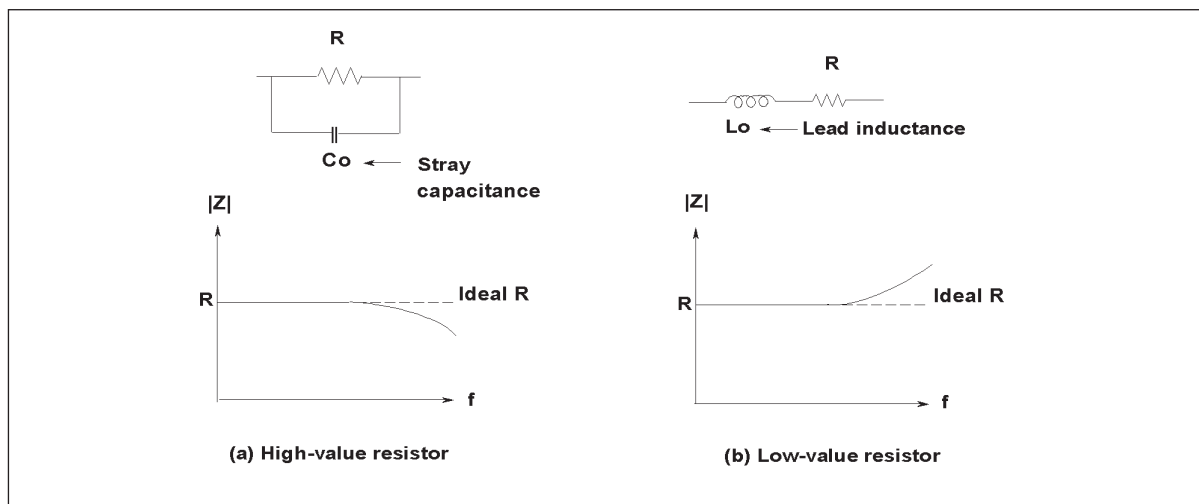 R
Co
Stray
capacitance
|Z|
R
Ideal R
f
(a) High-value resistor
R
Lo
Lead inductance
|Z|
R
Ideal R
f
(b) Low-value resistor